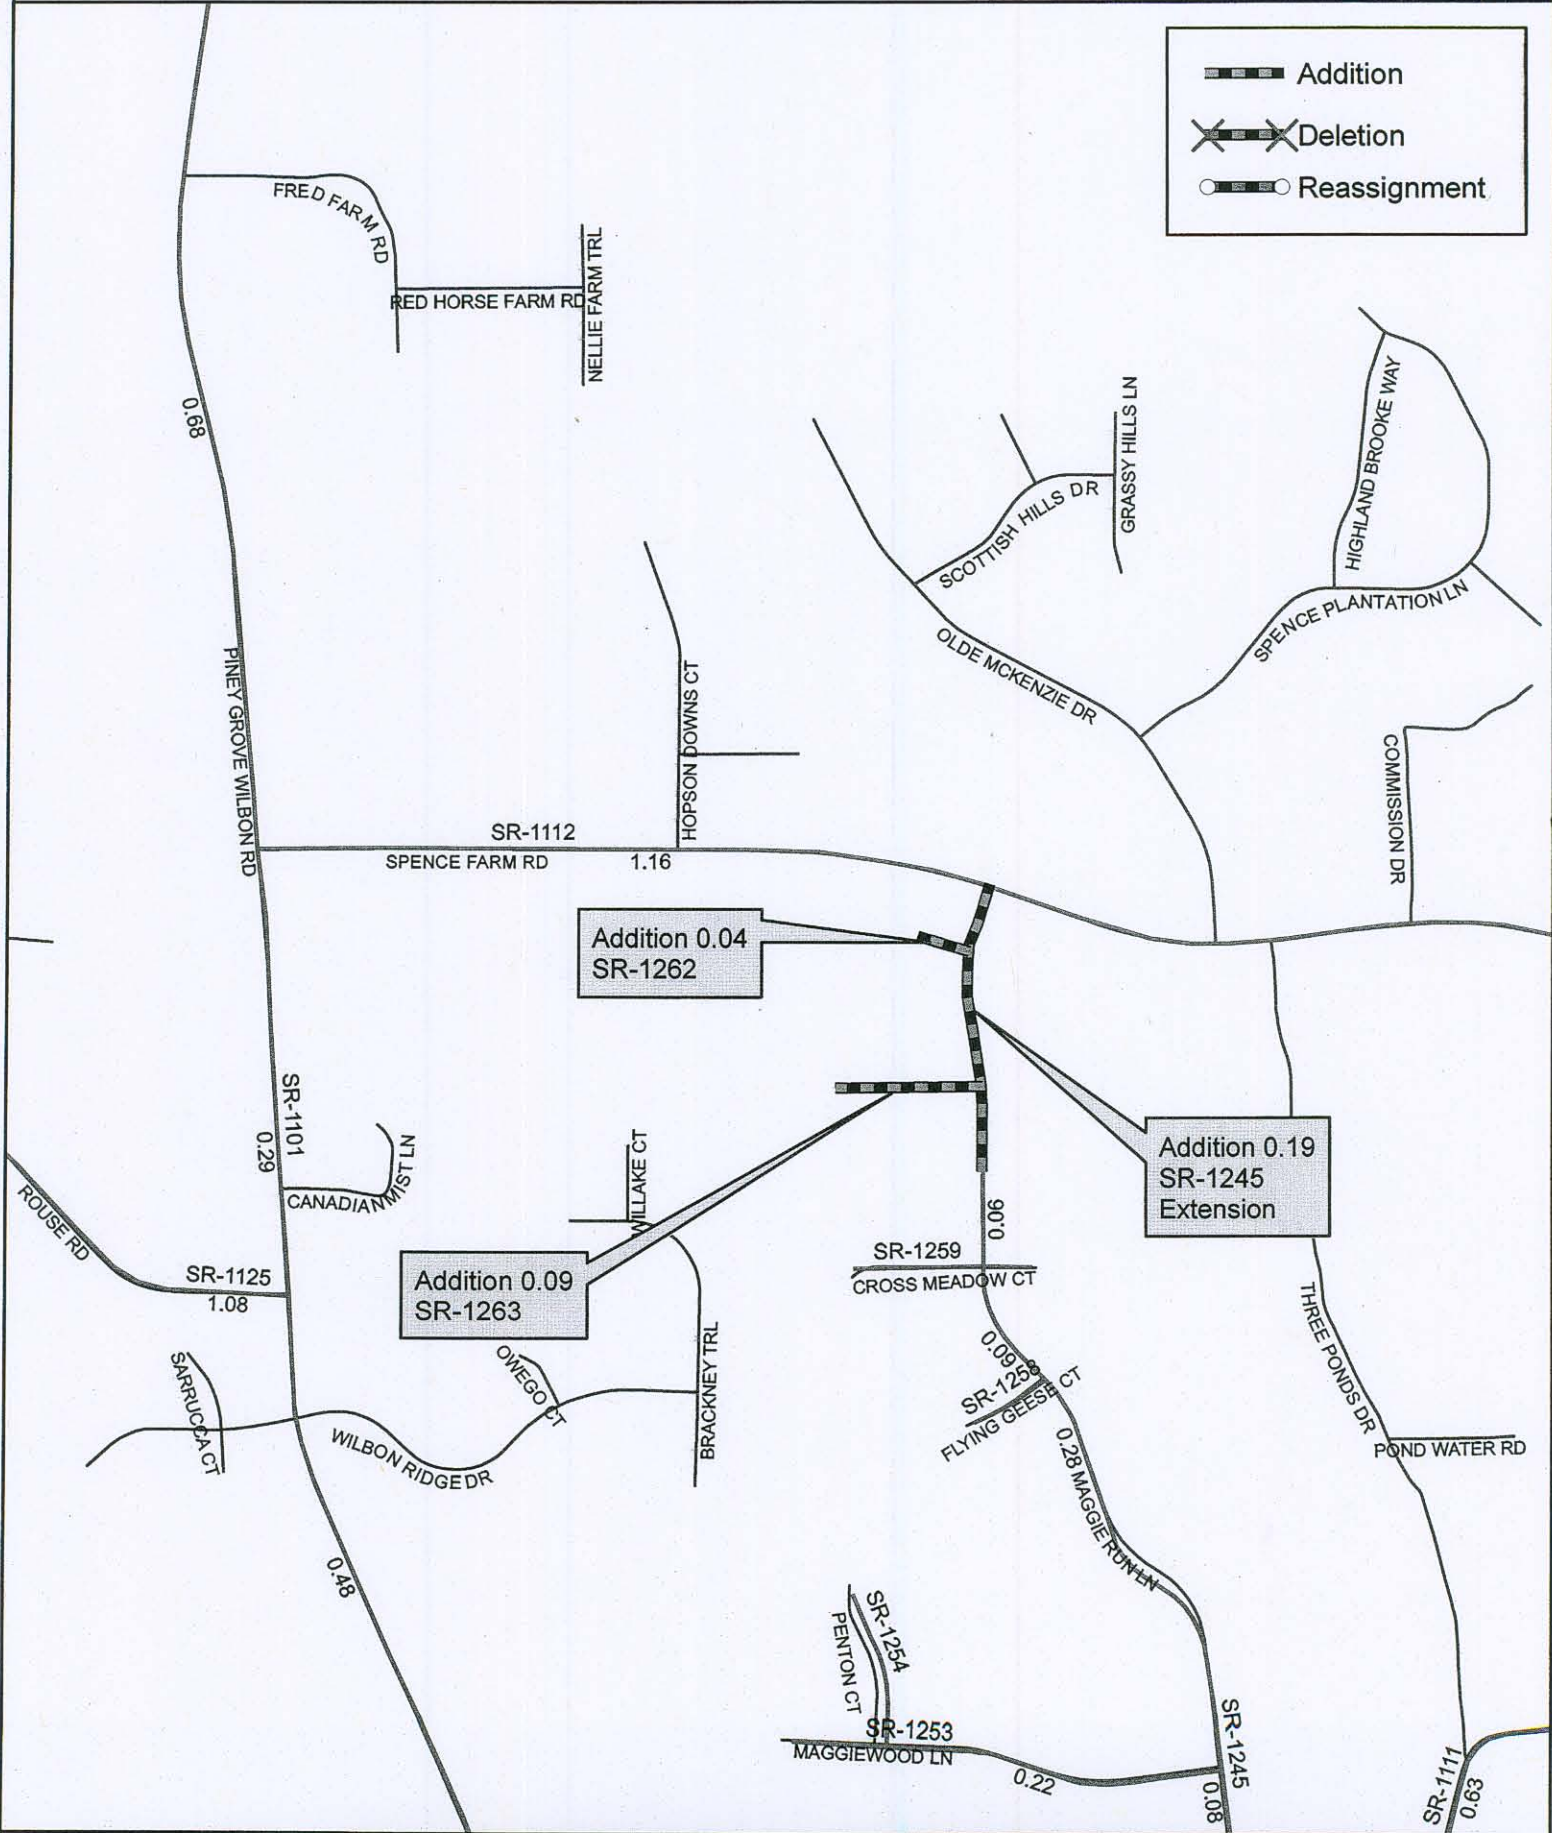 Addition
Deletion
Reassignment
FRED FARM RD
RED HORSE FARM RD
NELLIE FARM TRL
0.68
GRASSY HILLS LN
SCOTTISH HILLS DR
HIGHLAND BROOKE WAY
SPENCE PLANTATION LN
OLDE MCKENZIE DR
PINEY GROVE WILBON RD
HOPSON DOWNS CT
COMMISSION DR
SR-1112
SPENCE FARM RD
1.16
Addition 0.04
SR-1262
SR-1101
0.29
CANADIAN MIST LN
WILLAKE CT
Addition 0.19
SR-1245
Extension
ROUSE RD
SR-1125
1.08
Addition 0.09
SR-1263
0.06
SR-1259
CROSS MEADOW CT
THREE PONDS DR
SARRUCCA CT
OWEGO CT
BRACKNEY TRL
0.09
SR-1258
FLYING GEESE CT
WILBON RIDGE DR
0.28 MAGGIE RUN LN
POND WATER RD
0.48
SR-1254
PENTON CT
SR-1253
MAGGIEWOOD LN
0.22
SR-1245
0.08
SR-1111
0.63